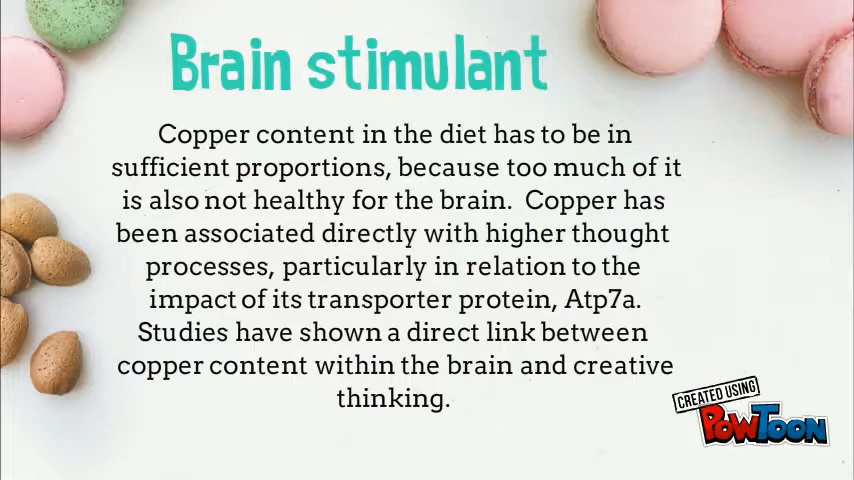 Brain stimulant
Copper content in the diet has to be in
sufficient proportions, because too much of it
is also not healthy for the brain.  Copper has
been associated directly with higher thought
processes, particularly in relation to the
impact of its transporter protein, Atp7a.
Studies have shown a direct link between
copper content within the brain and creative
thinking.
CREATED USING
POWTOON